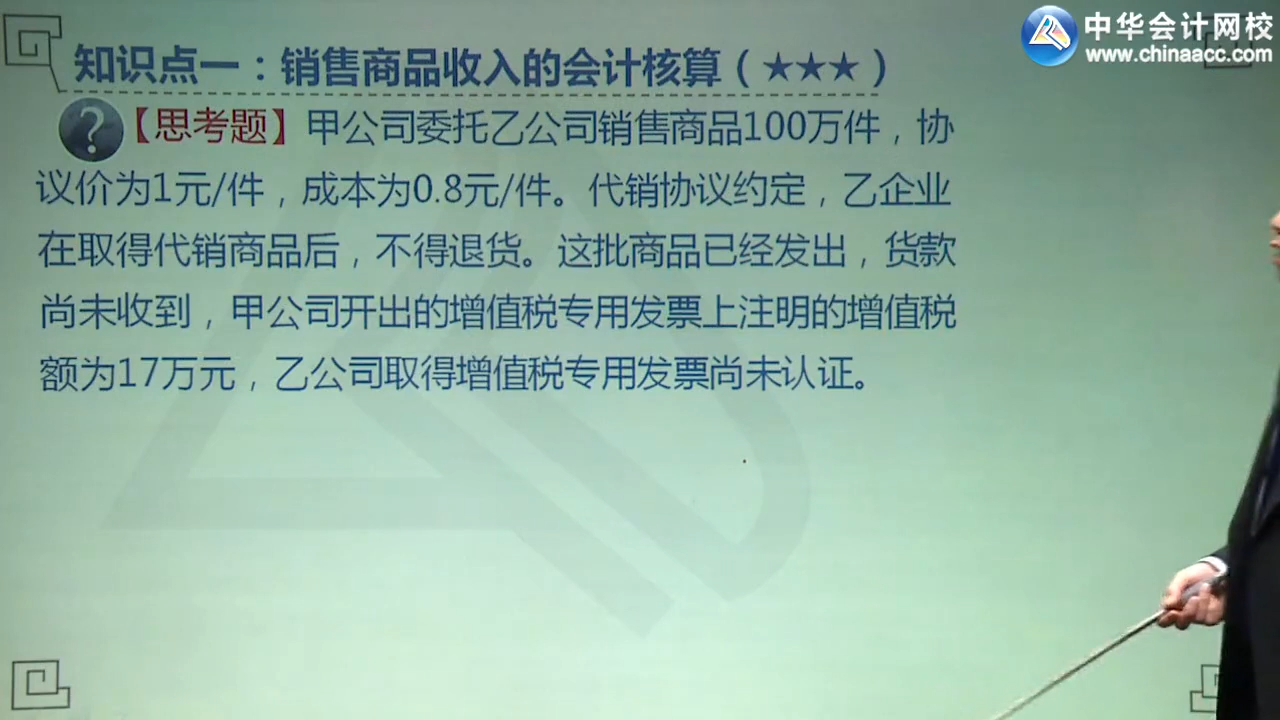 中华会计网校
www.chinaacc.com
知识点一：销售商品收入的会计核算（★★★）
?【思考题】甲公司委托乙公司销售商品100万件，协
议价为1元/件，成本为0.8元/件。代销协议约定，乙企业
在取得代销商品后，不得退货。这批商品已经发出，货款
尚未收到，甲公司开出的增值税专用发票上注明的增值税
额为17万元，乙公司取得增值税专用发票尚未认证。